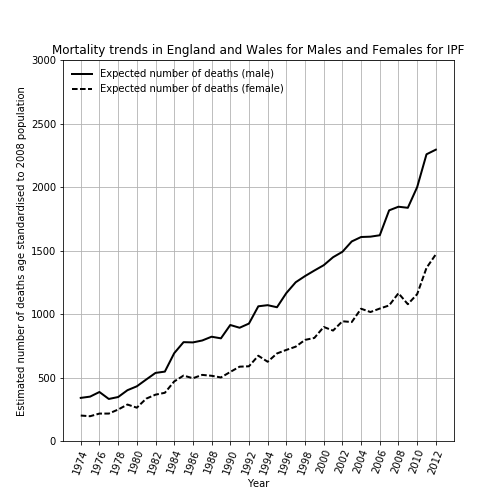 Mortality trends in England and Wales for Males and Females for IPF
Expected number of deaths (male)
Expected number of deaths (female)
Estimated number of deaths age standardised to 2008 population
3000
2500
2000
1500
1000
500
0
1974 1976 1978 1980 1982 1984 1986 1988 1990 1992 1994 1996 1998 2000 2002 2004 2006 2008 2010 2012
Year